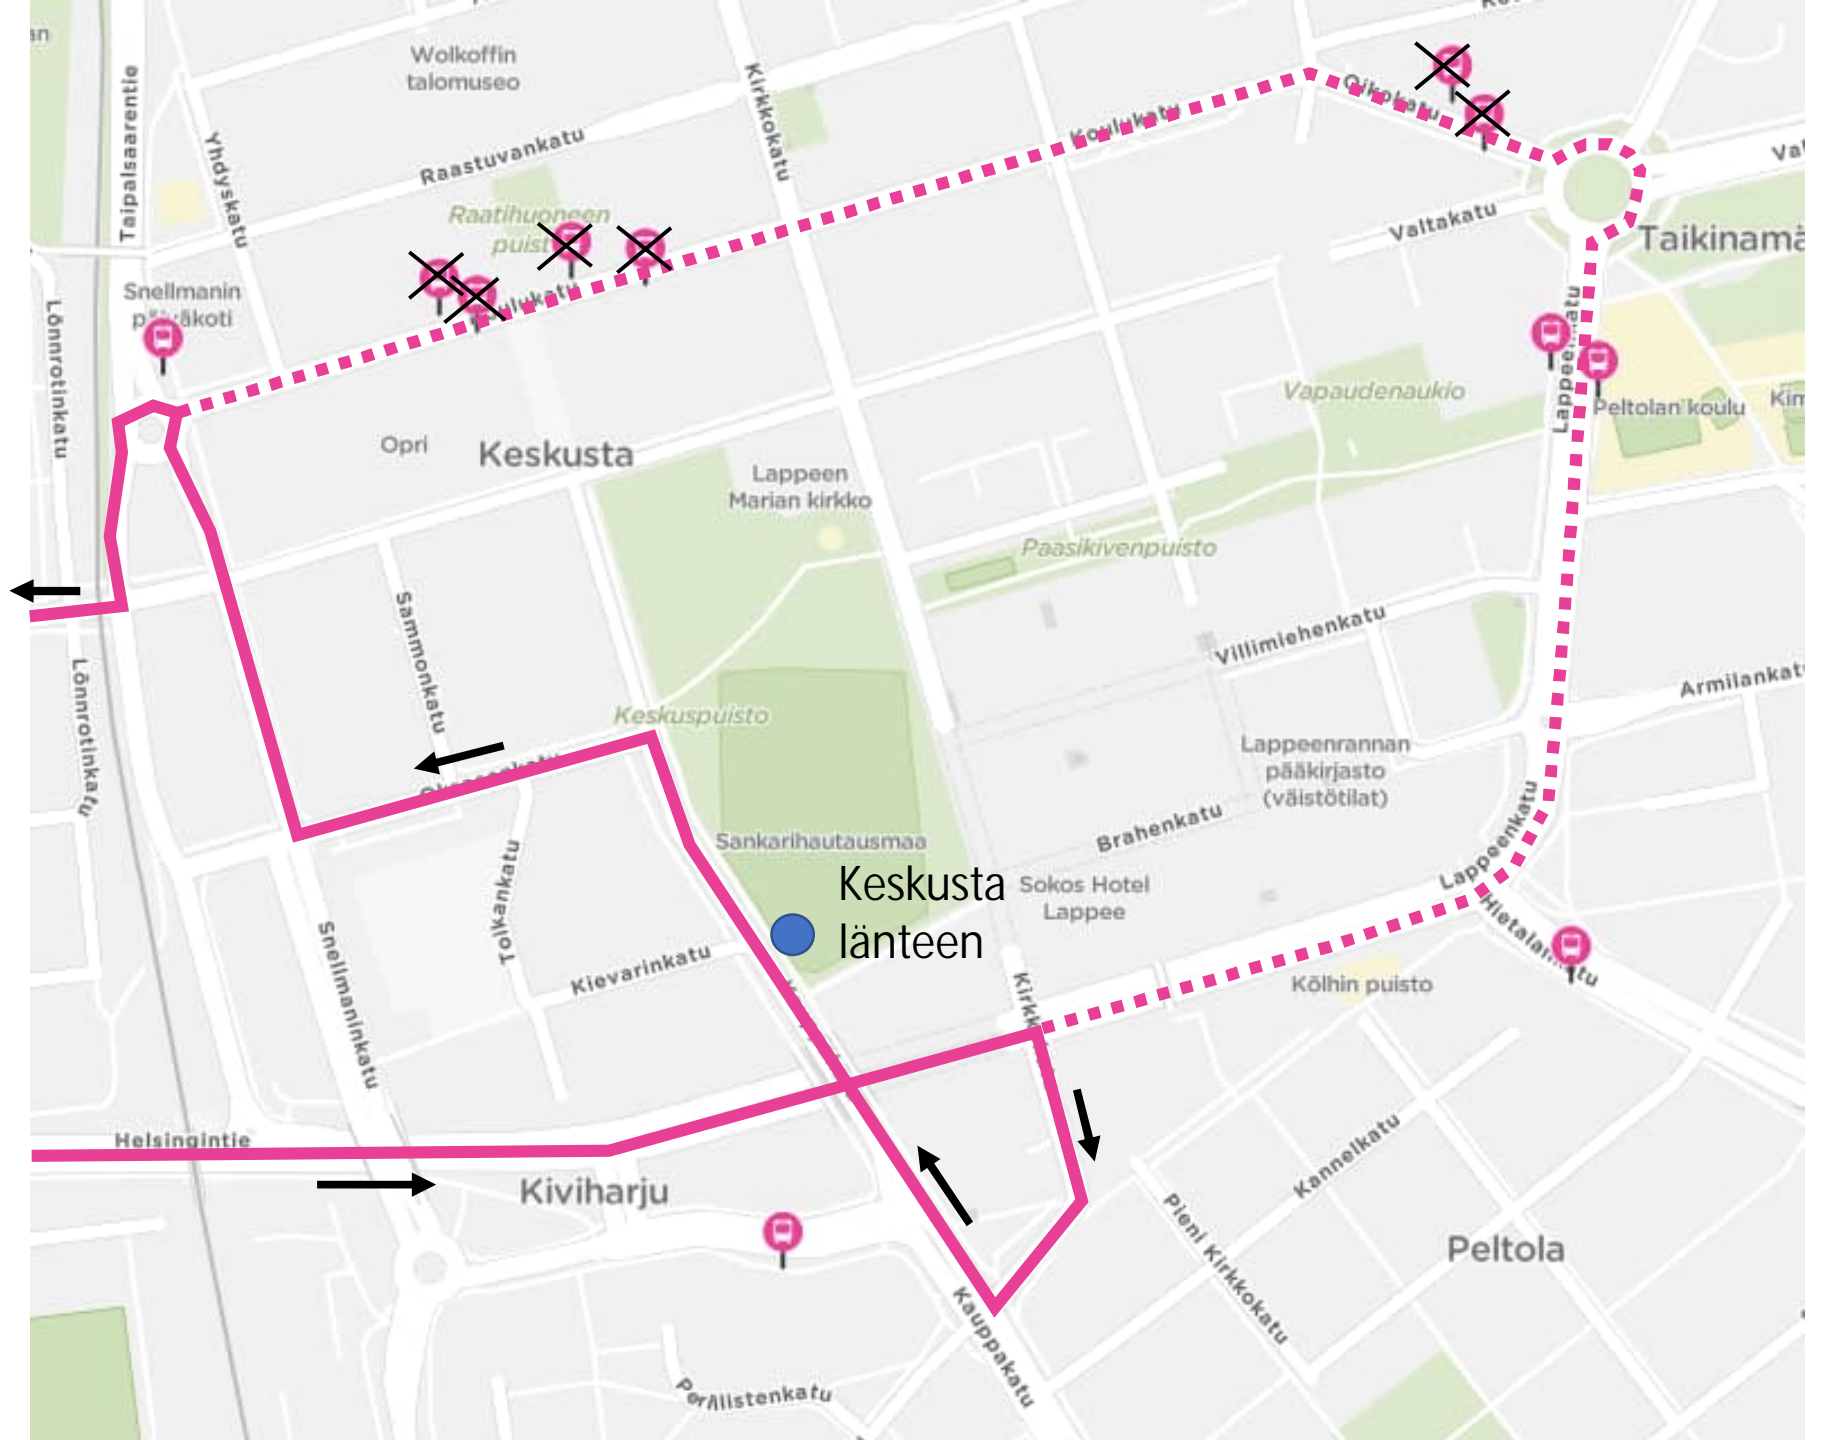 Wolkoffin
talomuseo
Taipalsaarentie
Yhdyskatu
Kirkkokatu
Raastuvankatu
Koulukatu
Oikokatu
Raatihuoneen
Valtakatu
Taikinamä
Snellmanin
Lönnrotinkatu
Peltolan koulu
Vapaudenaukio
Opri
Keskusta
Lappeen
Marian kirkko
Paasikivenpuisto
Sammonkatu
Villimiehenkatu
Lönnrotinkatu
Keskuspuisto
Armilankat
Lappeenrannan
pääkirjasto
(väistötilat)
Brahenkatu
Sankarihautausmaa
Keskusta
länteen
Sokos Hotel
Lappee
Lappeenkatu
Tolkankatu
Snellmaninkatu
Kievarinkatu
Kölhin puisto
Helsingintie
Kiviharju
Kannelkatu
Pieni Kirkkokatu
Peltola
Kauppakatu